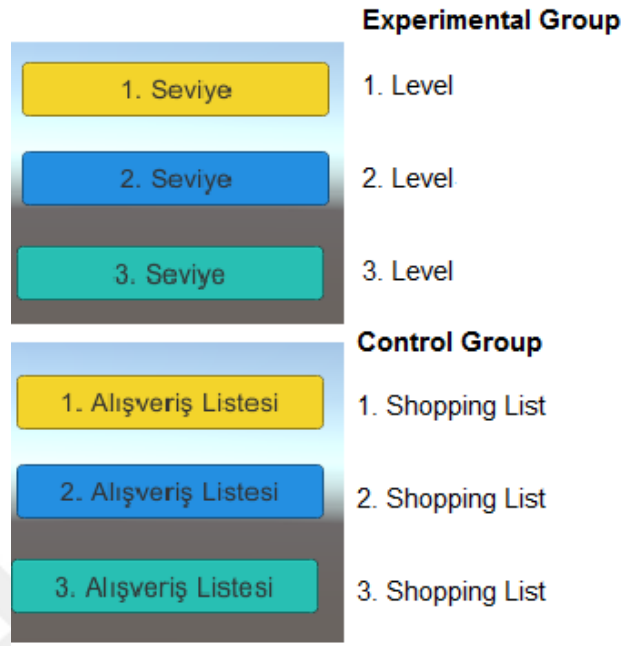 Experimental Group
1. Seviye
1. Level
2. Seviye
2. Level
3. Seviye
3. Level
Control Group
1. Alışveriş Listesi
1. Shopping List
2. Alışveriş Listesi
2. Shopping List
3. Alışveriş Listesi
3. Shopping List